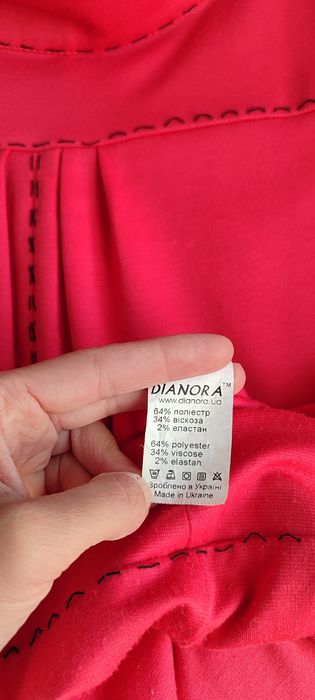 DIANORA™
www.dianora.ua
64% поліестр
34% віскоза
2% еластан
64% polyester
34% viscose
2% elastan
Зроблено в Україні
Made in Ukraine